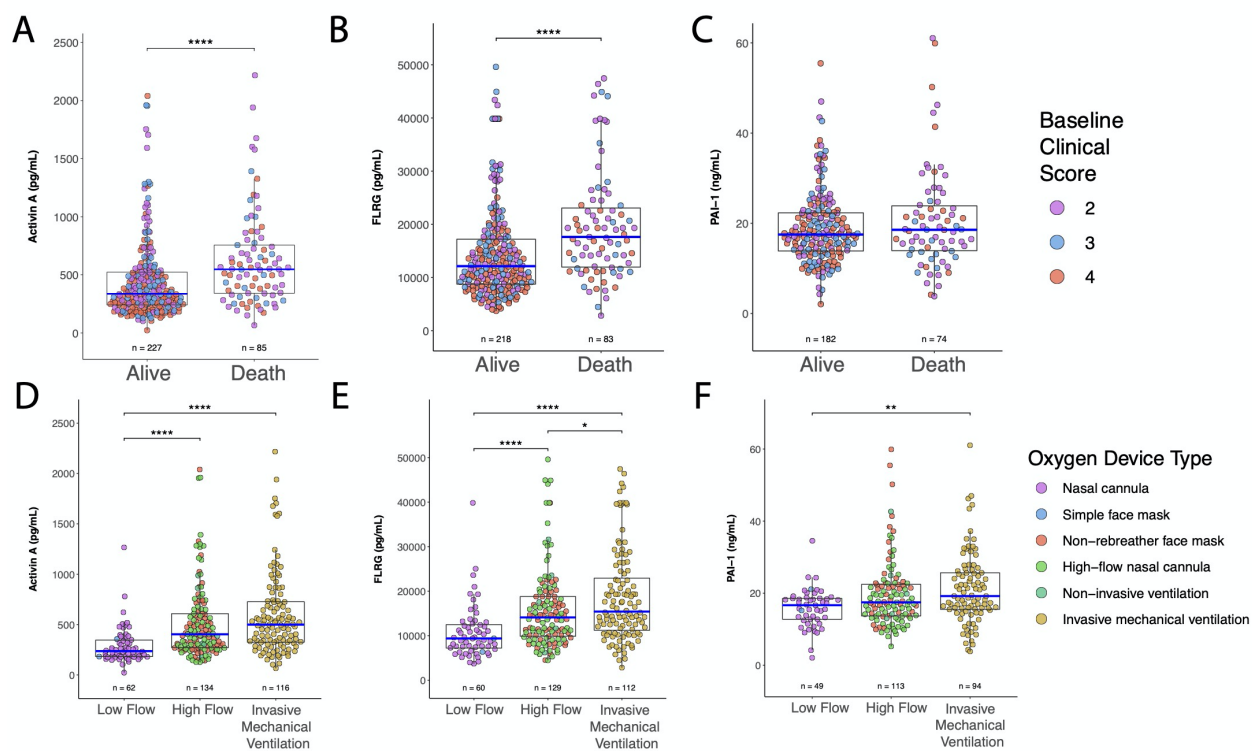 A
Activin A (pg/mL)
2500
2000
1500
1000
500
0
****
n = 227
n = 85
Alive
Death
B
FLRG (pg/mL)
50000
40000
30000
20000
10000
0
****
n = 218
n = 83
Alive
Death
C
PAI−1 (ng/mL)
60
40
20
0
n = 182
n = 74
Alive
Death
Baseline
Clinical
Score
2
3
4
D
Activin A (pg/mL)
2500
2000
1500
1000
500
0
****
****
n = 62
n = 134
n = 116
Low Flow
High Flow
Invasive
Mechanical
Ventilation
E
FLRG (pg/mL)
50000
40000
30000
20000
10000
0
****
*
****
n = 60
n = 129
n = 112
Low Flow
High Flow
Invasive
Mechanical
Ventilation
F
PAI−1 (ng/mL)
60
40
20
0
**
n = 49
n = 113
n = 94
Low Flow
High Flow
Invasive
Mechanical
Ventilation
Oxygen Device Type
Nasal cannula
Simple face mask
Non−rebreather face mask
High−flow nasal cannula
Non−invasive ventilation
Invasive mechanical ventilation